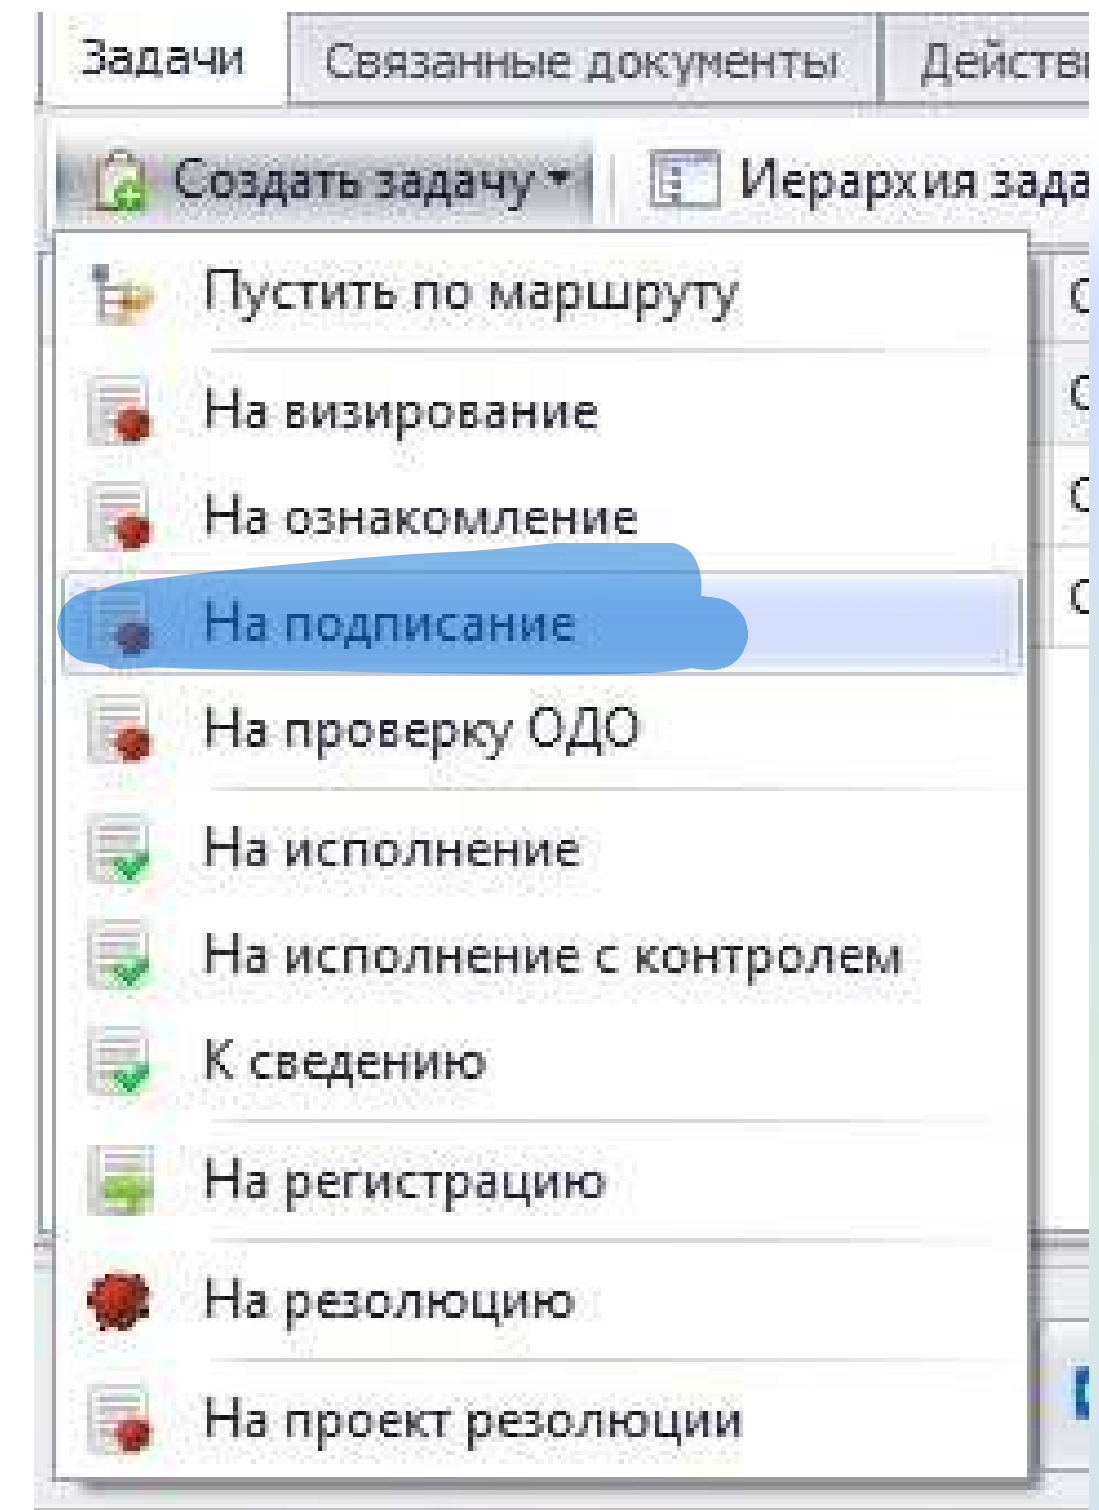 Задачи Связанные документы
Создать задачу Иерархия
Пустить по маршруту
На визирование
На ознакомление
На подписание
На проверку ОДО
На исполнение
На исполнение с контролем
К сведению
На регистрацию
На резолюцию
На проект резолюции